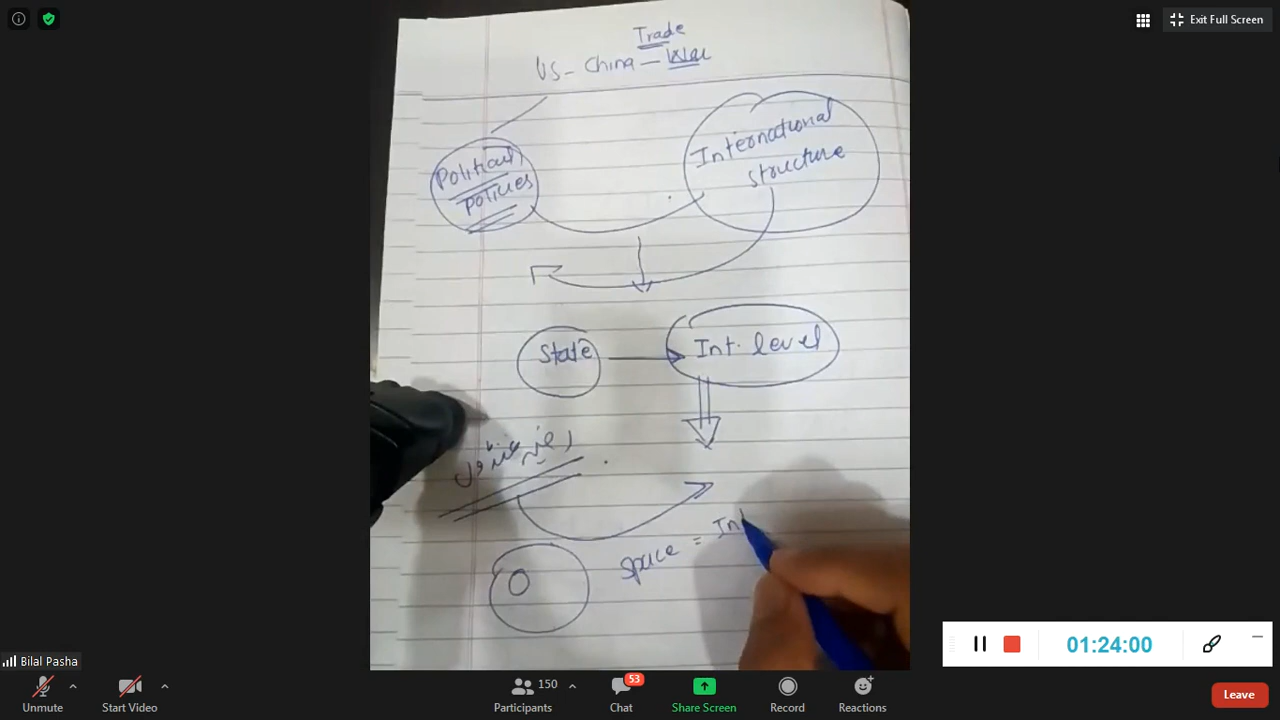 Exit Full Screen
Trade
US - China - War
Political
policies
International
structure
State
Int. level
space = Int
01:24:00
Bilal Pasha
Unmute
Start Video
150
Participants
53
Chat
Share Screen
Record
Reactions
Leave